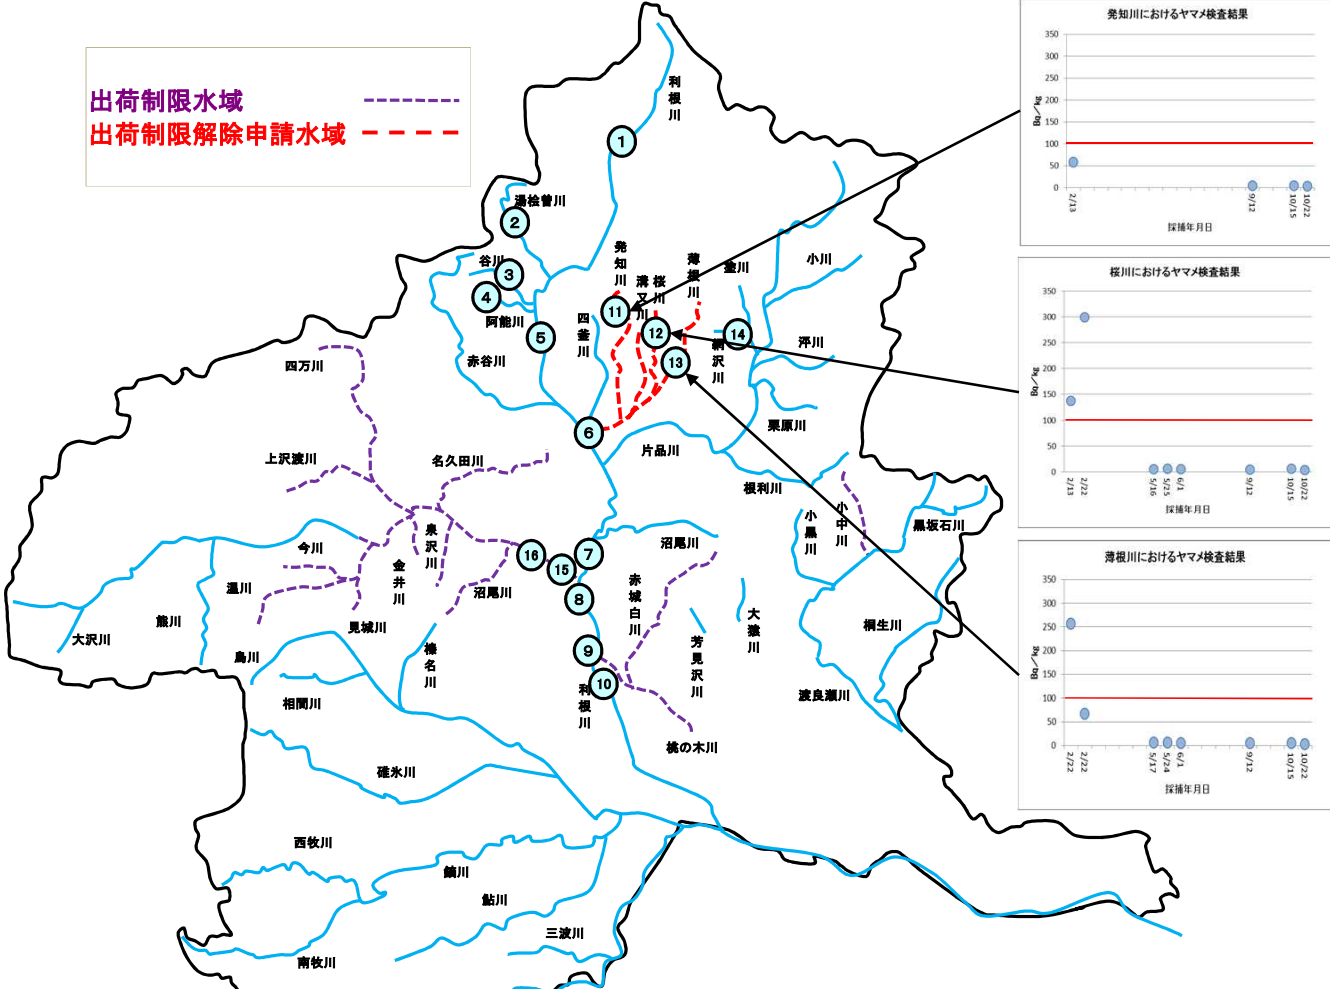 出荷制限水域
出荷制限解除申請水域
利根川
1
湯桧曽川
2
谷川
3
4
阿能川
5
赤谷川
四釜川
発知川
11
溝又川
桜川
12
薄根川
13
釜川
14
網沢川
小川
泙川
栗原川
6
片品川
根利川
四万川
上沢渡川
名久田川
泉沢川
金井川
今川
温川
見城川
沼尾川
16
15
7
8
9
10
利根川
沼尾川
赤城白川
小黒川
小中川
黒坂石川
桐生川
渡良瀬川
大猿川
芳見沢川
桃の木川
大沢川
熊川
烏川
榛名川
相間川
碓氷川
西牧川
鏑川
鮎川
三波川
南牧川
発知川におけるヤマメ検査結果
Bq/kg
350
300
250
200
150
100
50
0
2/13
9/12
10/15
10/22
採捕年月日
桜川におけるヤマメ検査結果
Bq/kg
350
300
250
200
150
100
50
0
2/13
2/22
5/16
5/25
6/1
9/12
10/15
10/22
採捕年月日
薄根川におけるヤマメ検査結果
Bq/kg
350
300
250
200
150
100
50
0
2/22
2/22
5/17
5/24
6/1
9/12
10/15
10/22
採捕年月日